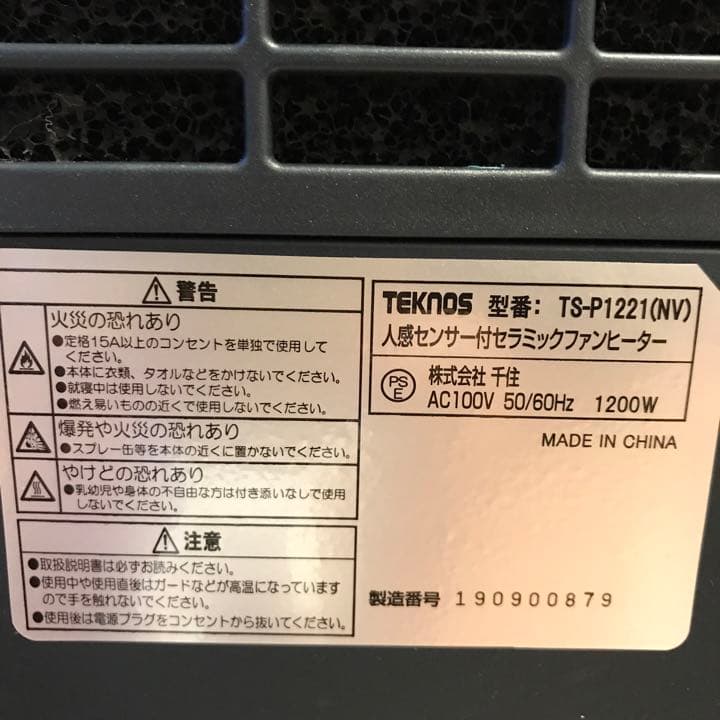 警告
火災の恐れあり
●定格15A以上のコンセントを単独で使用して
ください。
●本体に衣類、タオルなどをかけないでください。
●就寝中は使用しないでください。
●燃え易いものの近くで使用しないでください。
爆発や火災の恐れあり
●スプレー缶等を本体の近くに置かないでください。
やけどの恐れあり
●乳幼児や身体の不自由な方は付き添いなしで使用
しないでください。
注意
●取扱説明書は必ずお読みください。
●使用中や使用直後はガードなどが高温になっています
ので手を触れないでください。
●使用後は電源プラグをコンセントから抜いてください。
TEKNOS 型番: TS-P1221(NV)
人感センサー付セラミックファンヒーター
PS
E
株式会社 千住
AC100V 50/60Hz 1200W
MADE IN CHINA
製造番号 190900879